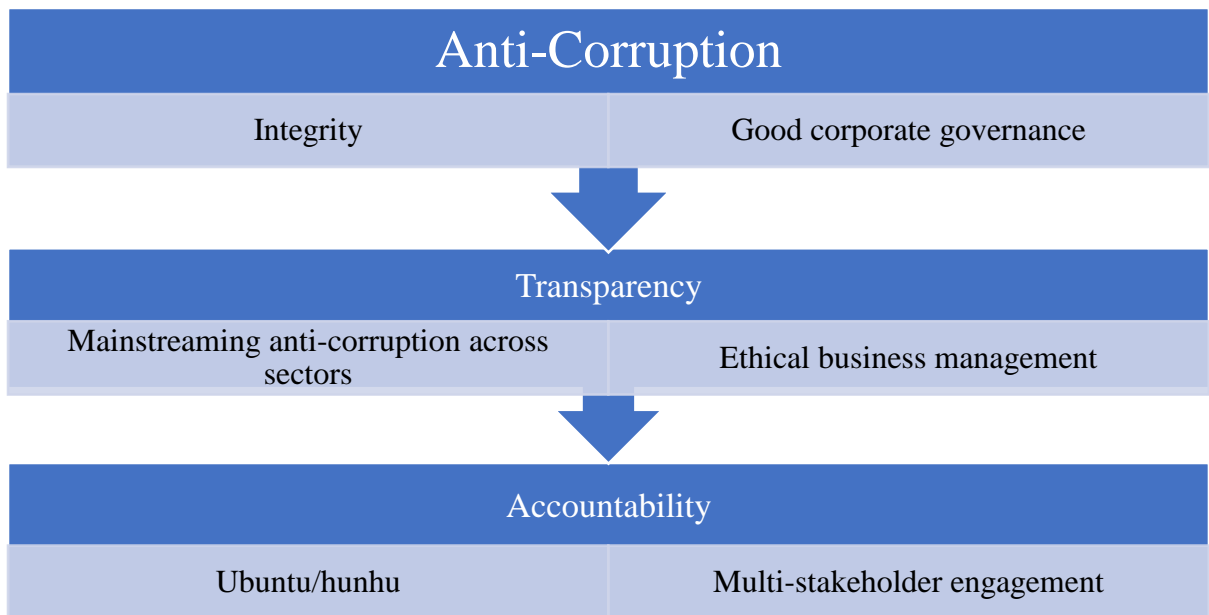 Anti-Corruption
Integrity
Good corporate governance
Transparency
Mainstreaming anti-corruption across
sectors
Ethical business management
Accountability
Ubuntu/hunhu
Multi-stakeholder engagement